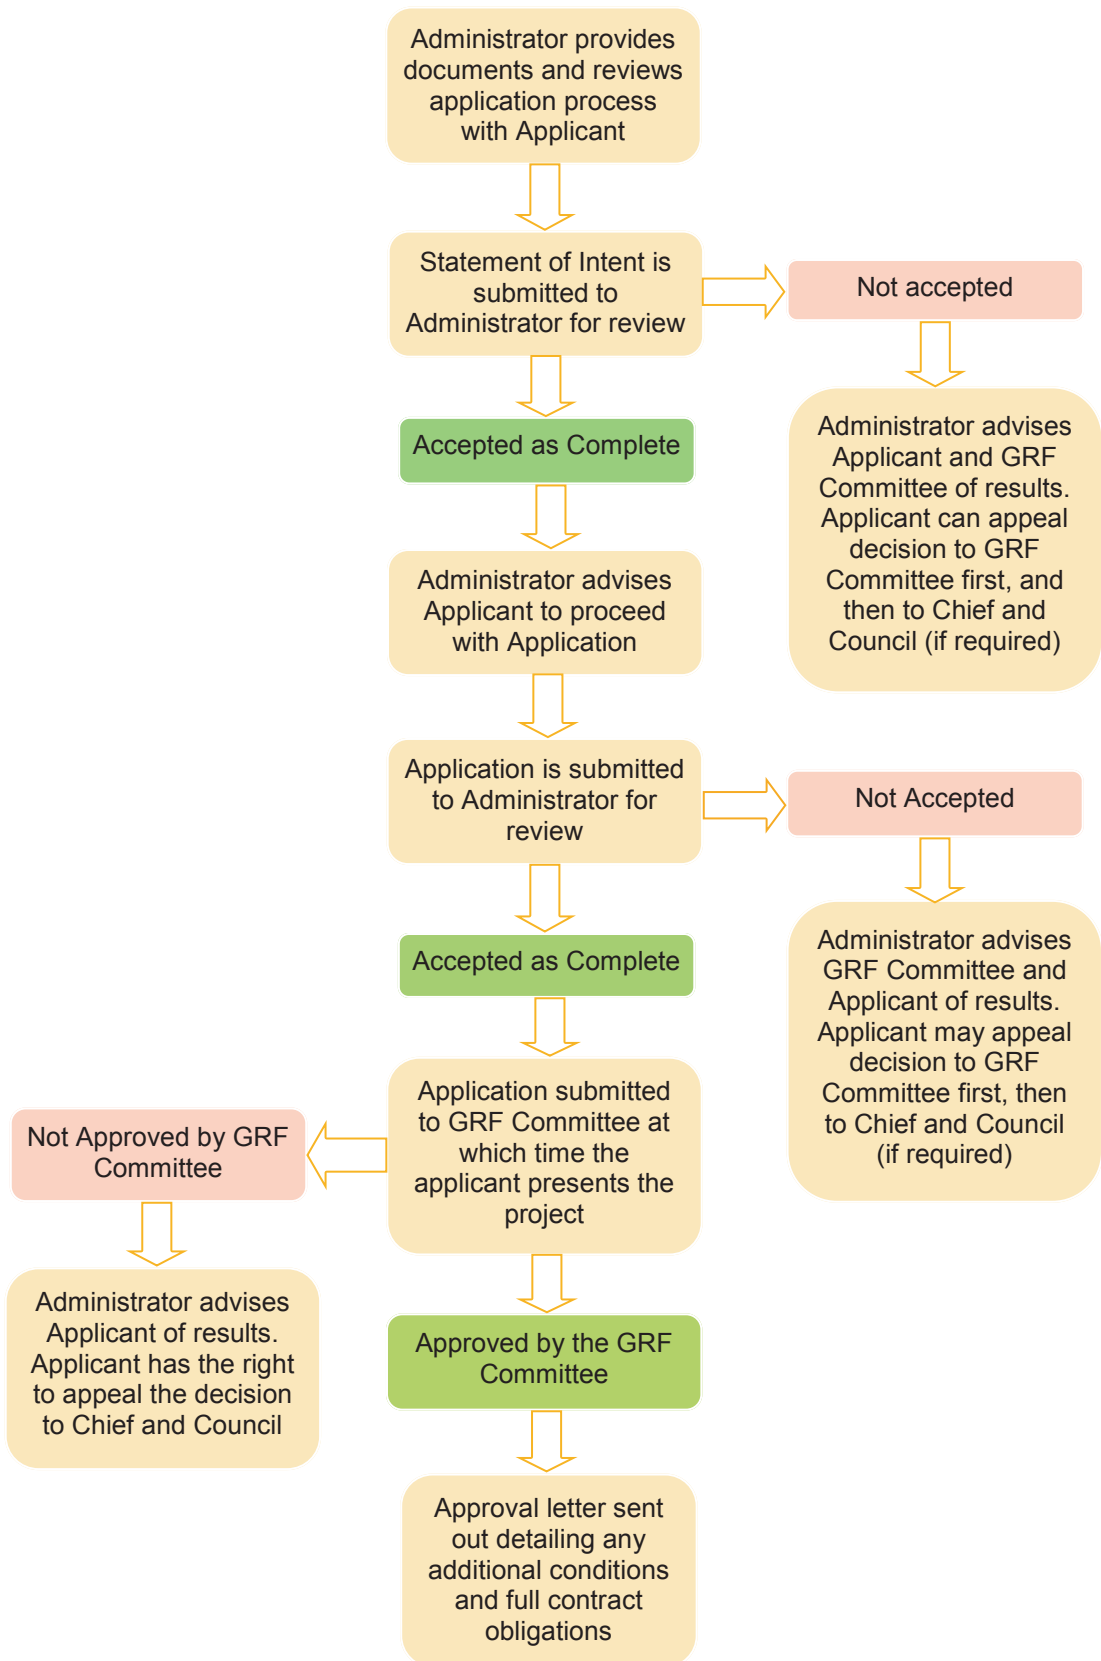 Administrator provides
documents and reviews
application process
with Applicant
Statement of Intent is
submitted to
Administrator for review
Not accepted
Administrator advises
Applicant and GRF
Committee of results.
Applicant can appeal
decision to GRF
Committee first, and
then to Chief and
Council (if required)
Accepted as Complete
Administrator advises
Applicant to proceed
with Application
Application is submitted
to Administrator for
review
Not Accepted
Administrator advises
GRF Committee and
Applicant of results.
Applicant may appeal
decision to GRF
Committee first, then
to Chief and Council
(if required)
Accepted as Complete
Application submitted
to GRF Committee at
which time the
applicant presents the
project
Not Approved by GRF
Committee
Administrator advises
Applicant of results.
Applicant has the right
to appeal the decision
to Chief and Council
Approved by the GRF
Committee
Approval letter sent
out detailing any
additional conditions
and full contract
obligations